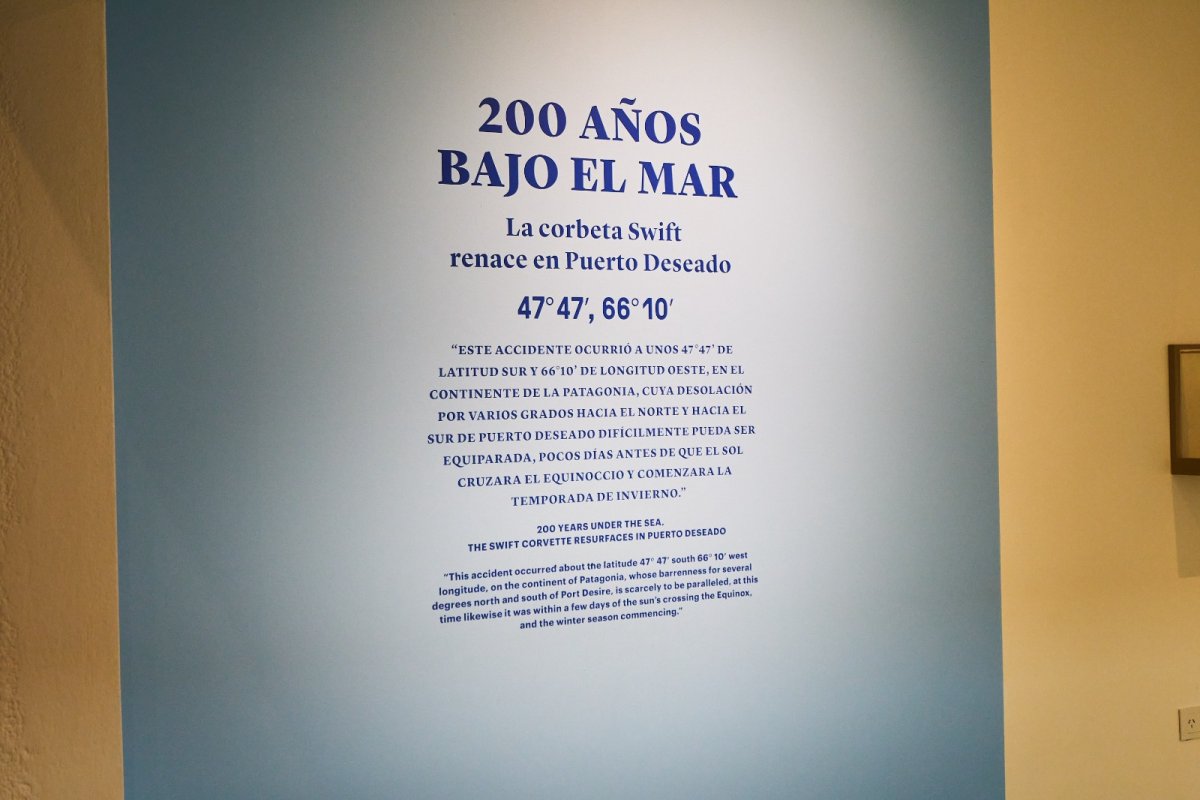 200 AÑOS
BAJO EL MAR
La corbeta Swift
renace en Puerto Deseado
47°47′, 66°10′
“ESTE ACCIDENTE OCURRIÓ A UNOS 47°47’ DE
LATITUD SUR Y 66°10’ DE LONGITUD OESTE, EN EL
CONTINENTE DE LA PATAGONIA, CUYA DESOLACIÓN
POR VARIOS GRADOS HACIA EL NORTE Y HACIA EL
SUR DE PUERTO DESEADO DIFÍCILMENTE PUEDA SER
EQUIPARADA, POCOS DÍAS ANTES DE QUE EL SOL
CRUZARA EL EQUINOCCIO Y COMENZARA LA
TEMPORADA DE INVIERNO.”
200 YEARS UNDER THE SEA.
THE SWIFT CORVETTE RESURFACES IN PUERTO DESEADO
“This accident occurred about the latitude 47° 47′ south 66° 10′ west
longitude, on the continent of Patagonia, whose barrenness for several
degrees north and south of Port Desire, is scarcely to be paralleled, at this
time likewise it was within a few days of the sun’s crossing the Equinox,
and the winter season commencing.”